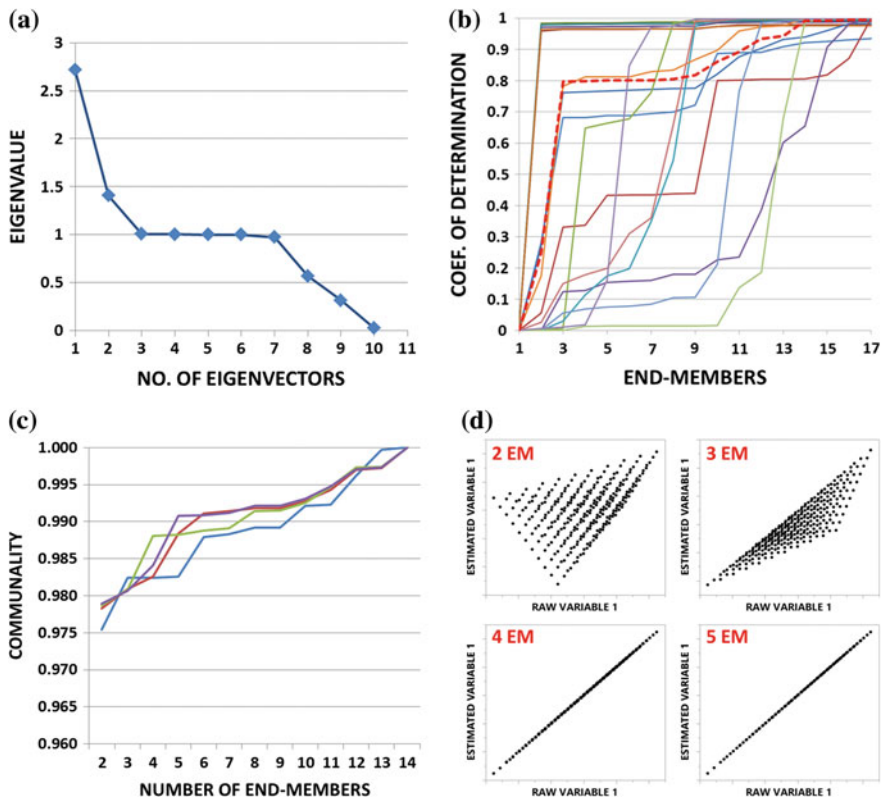 (a)
3
2.5
2
1.5
1
0.5
0
EIGENVALUE
1 2 3 4 5 6 7 8 9 10 11
NO. OF EIGENVECTORS
(b)
1
0.9
0.8
0.7
0.6
0.5
0.4
0.3
0.2
0.1
0
COEF. OF DETERMINATION
1 3 5 7 9 11 13 15 17
END-MEMBERS
(c)
1.000
0.995
0.990
0.985
0.980
0.975
0.970
0.965
0.960
COMMUNALITY
2 3 4 5 6 7 8 9 10 11 12 13 14
NUMBER OF END-MEMBERS
(d)
2 EM
ESTIMATED VARIABLE 1
RAW VARIABLE 1
3 EM
ESTIMATED VARIABLE 1
RAW VARIABLE 1
4 EM
ESTIMATED VARIABLE 1
RAW VARIABLE 1
5 EM
ESTIMATED VARIABLE 1
RAW VARIABLE 1